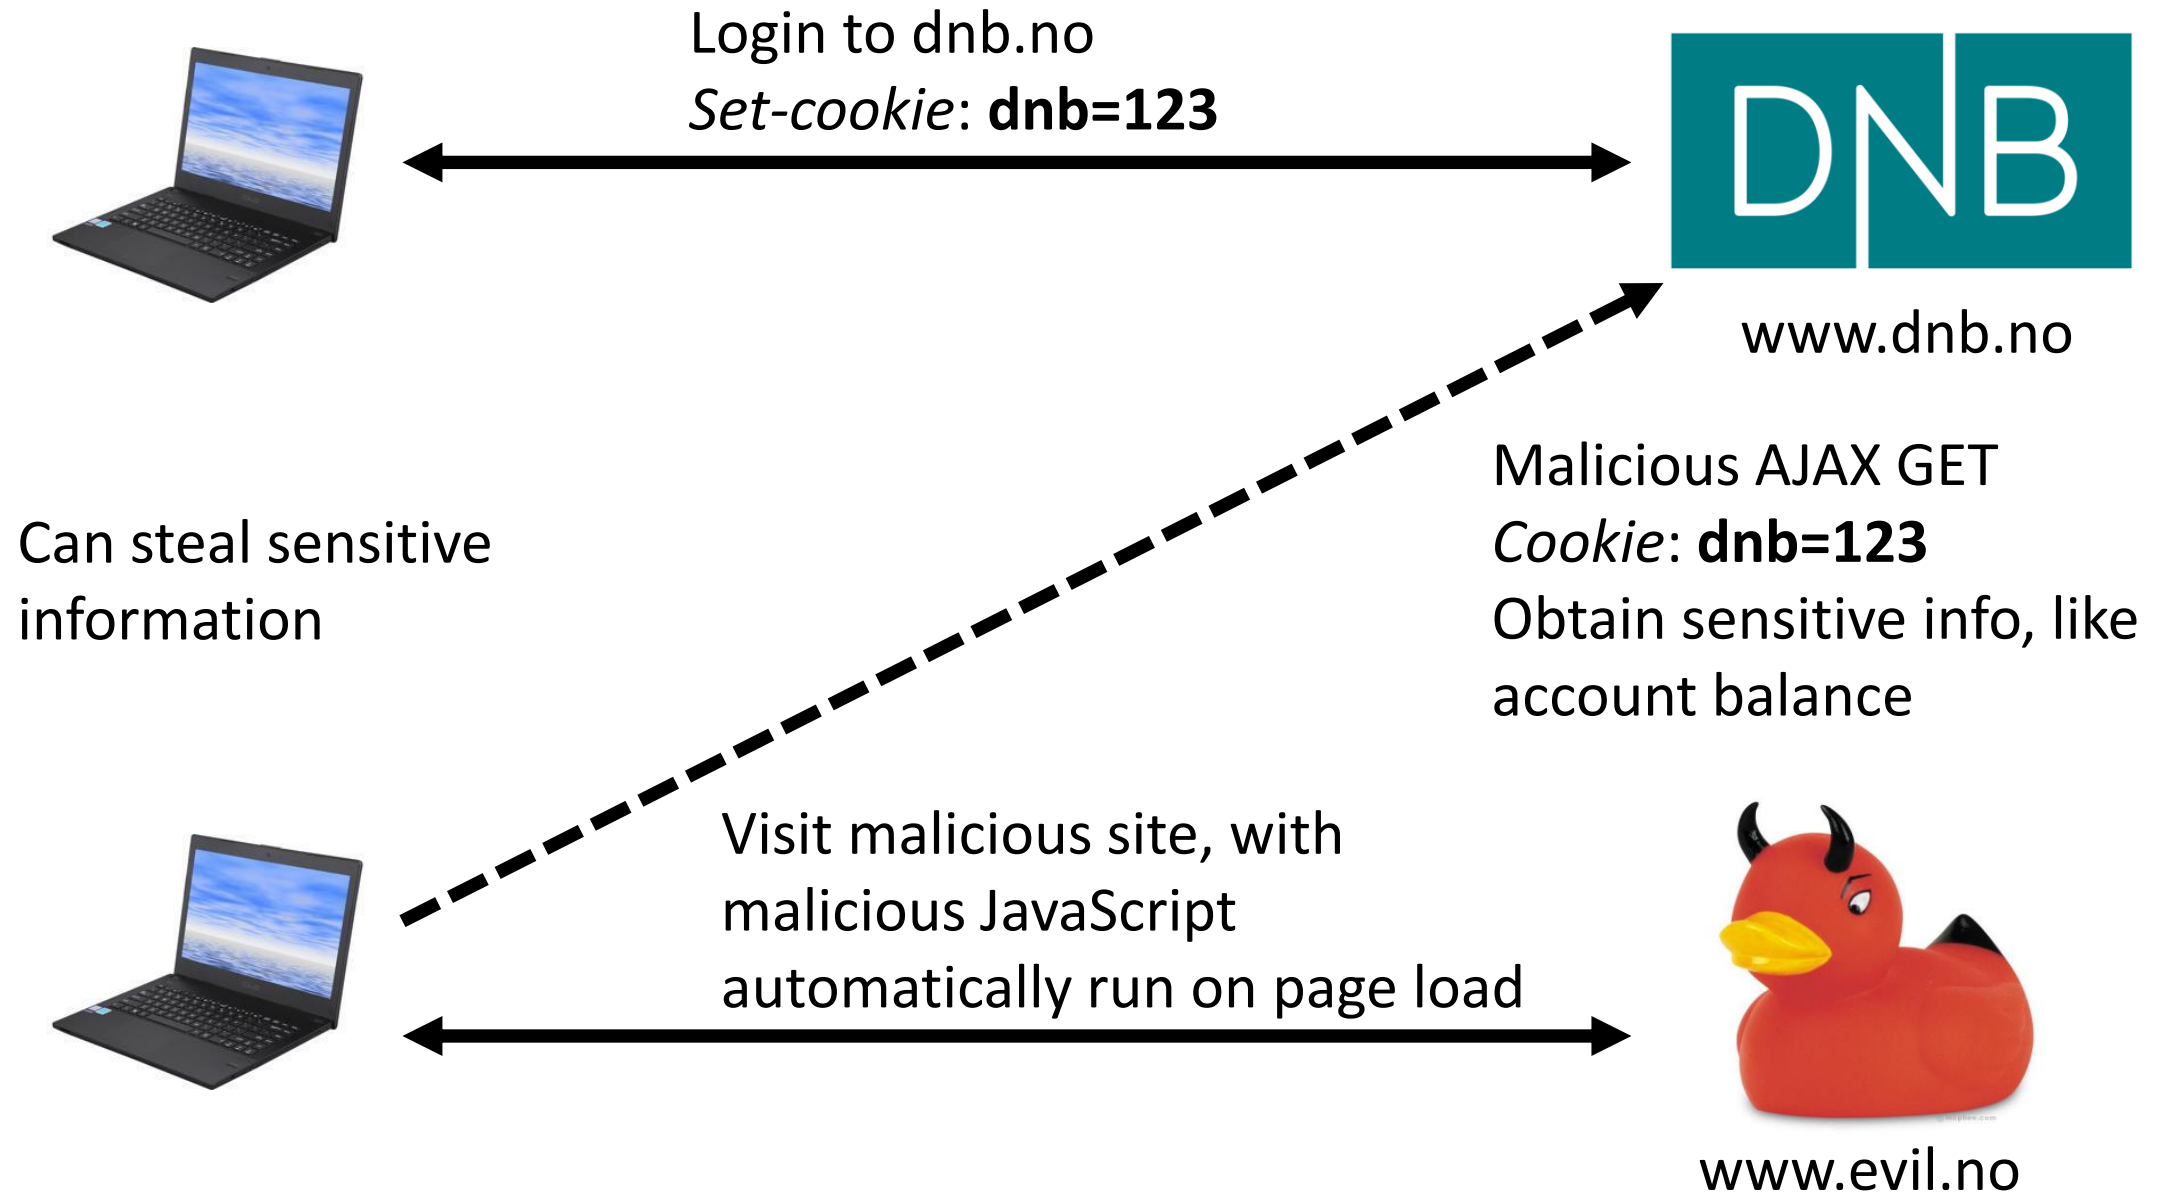 Login to dnb.no
Set-cookie: dnb=123
DNB
www.dnb.no
Malicious AJAX GET
Cookie: dnb=123
Obtain sensitive info, like
account balance
Can steal sensitive
information
Visit malicious site, with
malicious JavaScript
automatically run on page load
www.evil.no